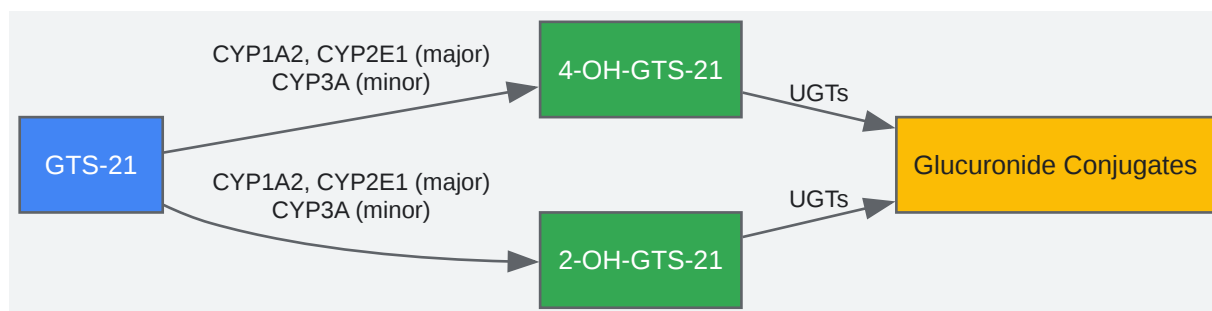 CYP1A2, CYP2E1 (major)
CYP3A (minor)
4-OH-GTS-21
UGTs
GTS-21
Glucuronide Conjugates
CYP1A2, CYP2E1 (major)
CYP3A (minor)
UGTs
2-OH-GTS-21